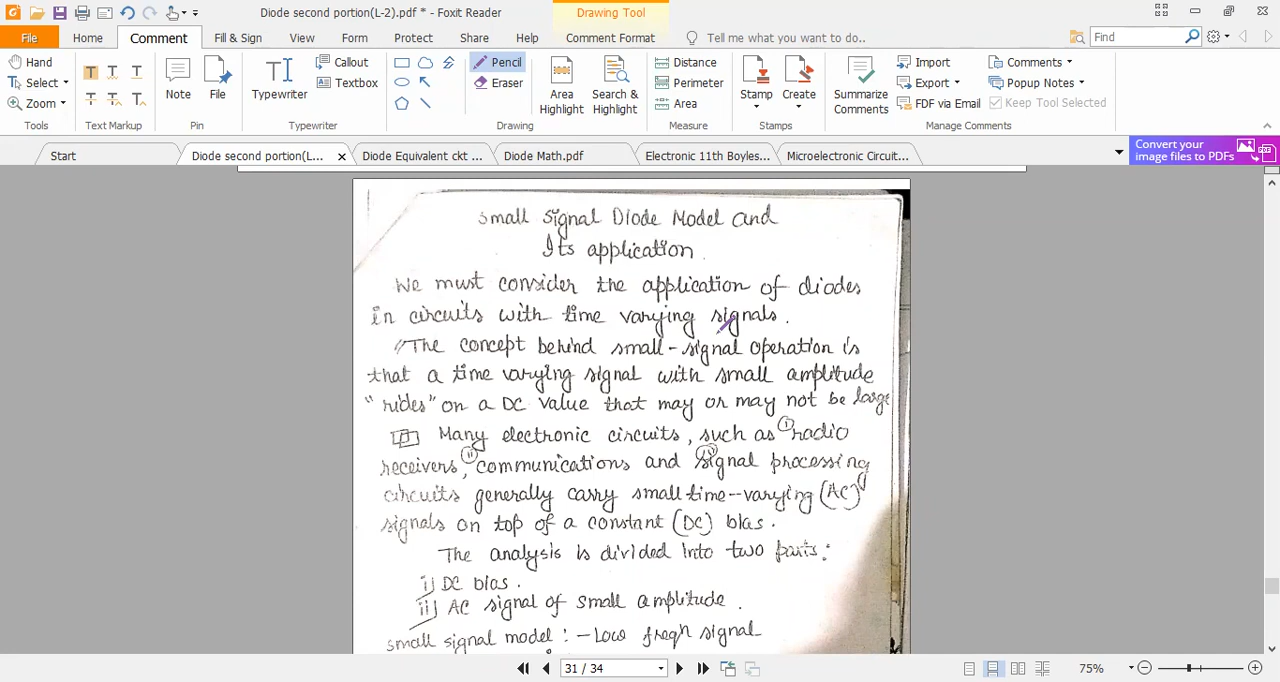 Diode second portion(L-2).pdf * - Foxit Reader
Drawing Tool
File Home Comment Fill & Sign View Form Protect Share Help Comment Format Tell me what you want to do.. Find
Hand
Select
Zoom
Tools
Text Markup
Note
File
Pin
Typewriter
Callout
Textbox
Typewriter
Pencil
Eraser
Area Highlight
Search & Highlight
Drawing
Distance
Perimeter
Area
Measure
Stamp
Create
Stamps
Summarize Comments
Import
Export
FDF via Email
Comments
Popup Notes
Keep Tool Selected
Manage Comments
Start
Diode second portion(L-2)....
Diode Equivalent ckt ...
Diode Math.pdf
Electronic 11th Boyles...
Microelectronic Circuit...
Convert your
image files to PDFs
Small Signal Diode Model and
Its application
We must consider the application of diodes
in circuits with time varying signals.
The concept behind small-signal operation is
that a time varying signal with small amplitude
"rides" on a DC value that may or may not be large
Many electronic circuits, such as (i) radio
receivers, (ii) communications and (iii) signal processing
circuits generally carry small time-varying (AC)
signals on top of a constant (DC) bias.
The analysis is divided into two parts:
i) DC bias.
ii) AC signal of small amplitude.
small signal model : - Low freqn signal
31 / 34
75%